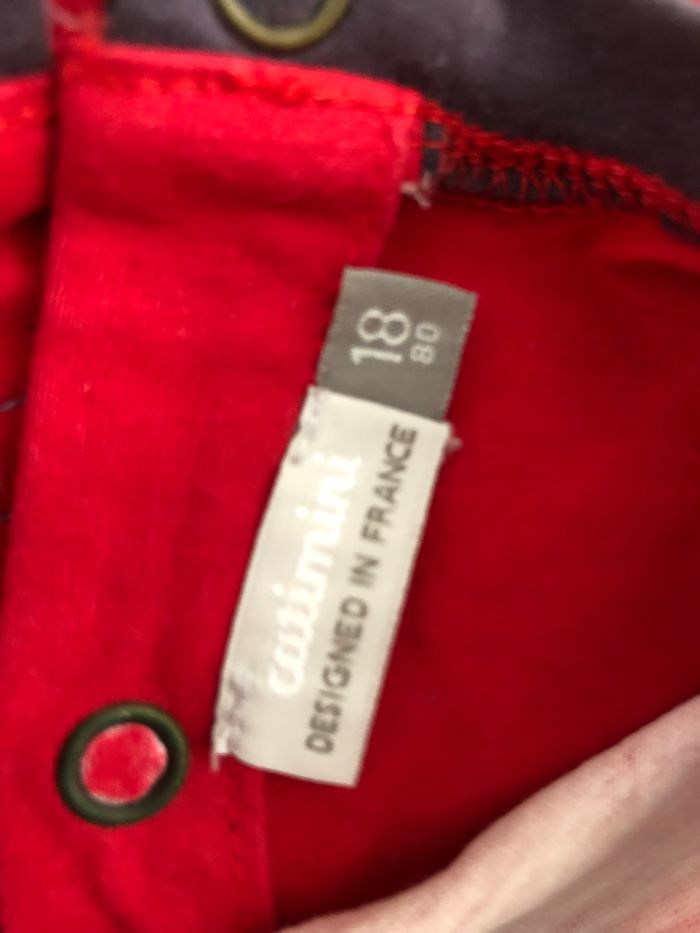 18
80
catimini
DESIGNED IN FRANCE